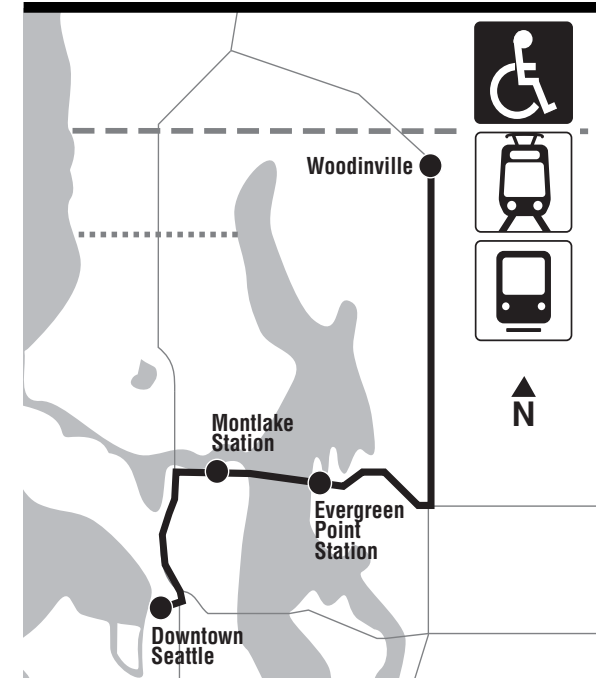 Woodinville
N
Montlake
Station
Evergreen
Point
Station
Downtown
Seattle